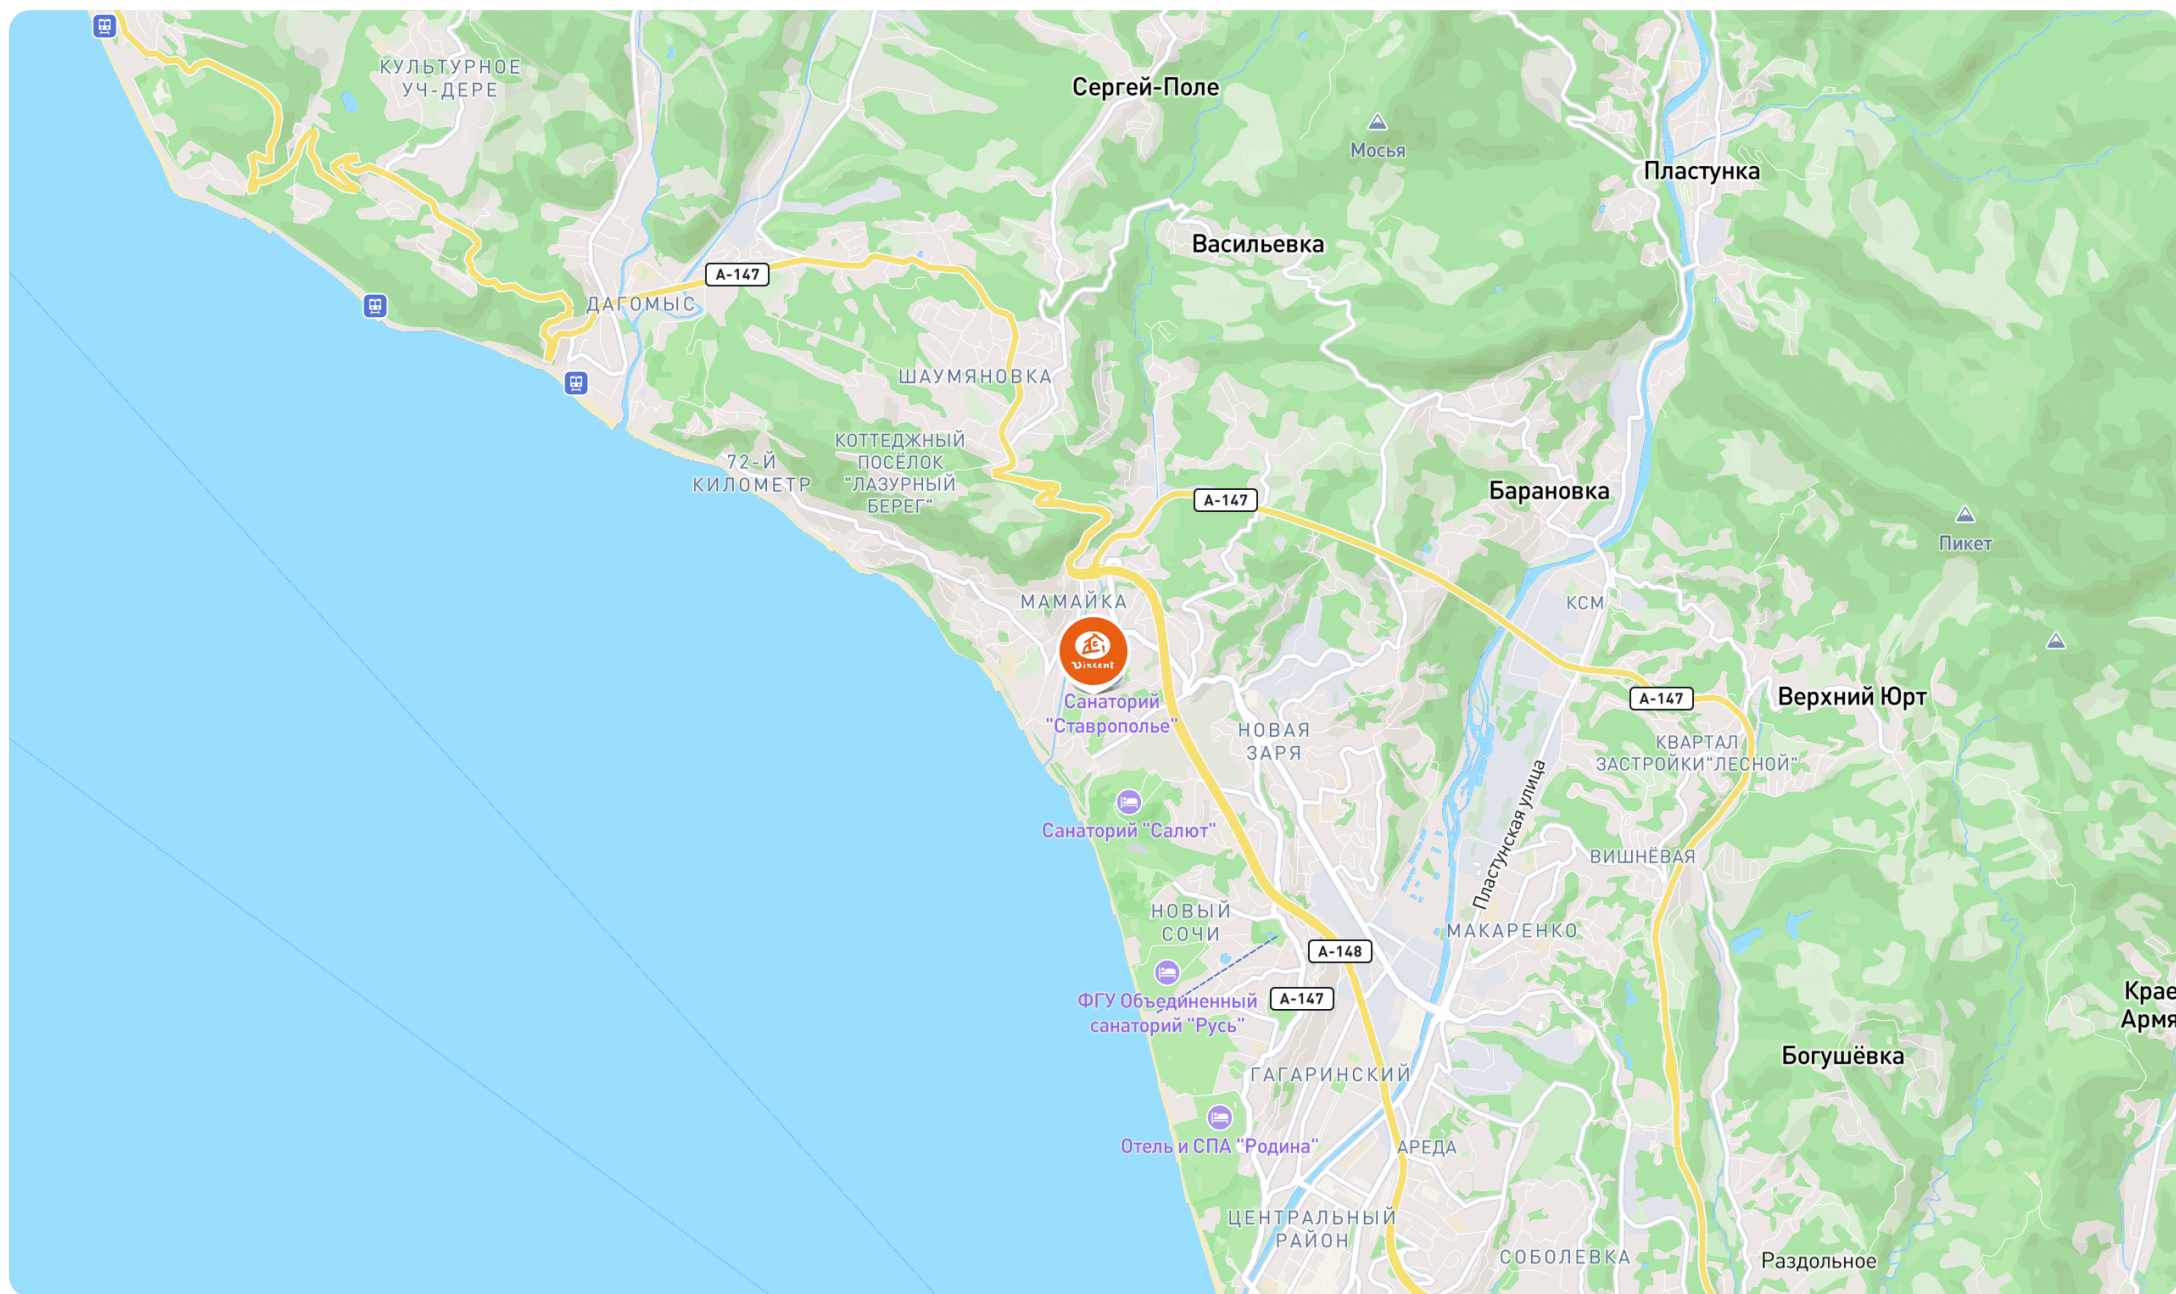 КУЛЬТУРНОЕ
УЧ-ДЕРЕ
Сергей-Поле
Мосья
Пластунка
Васильевка
А-147
ДАГОМЫС
ШАУМЯНОВКА
КОТТЕДЖНЫЙ
ПОСЁЛОК
"ЛАЗУРНЫЙ
БЕРЕГ"
72-Й
КИЛОМЕТР
А-147
Барановка
Пикет
МАМАЙКА
КСМ
Vincent
Санаторий
"Ставрополье"
А-147
Верхний Юрт
НОВАЯ
ЗАРЯ
КВАРТАЛ
ЗАСТРОЙКИ"ЛЕСНОЙ"
Пластунская улица
Санаторий "Салют"
ВИШНЁВАЯ
НОВЫЙ
СОЧИ
МАКАРЕНКО
А-148
А-147
ФГУ Объединенный
санаторий "Русь"
Крае
Армя
Богушёвка
ГАГАРИНСКИЙ
Отель и СПА "Родина"
АРЕДА
ЦЕНТРАЛЬНЫЙ
РАЙОН
СОБОЛЕВКА
Раздольное